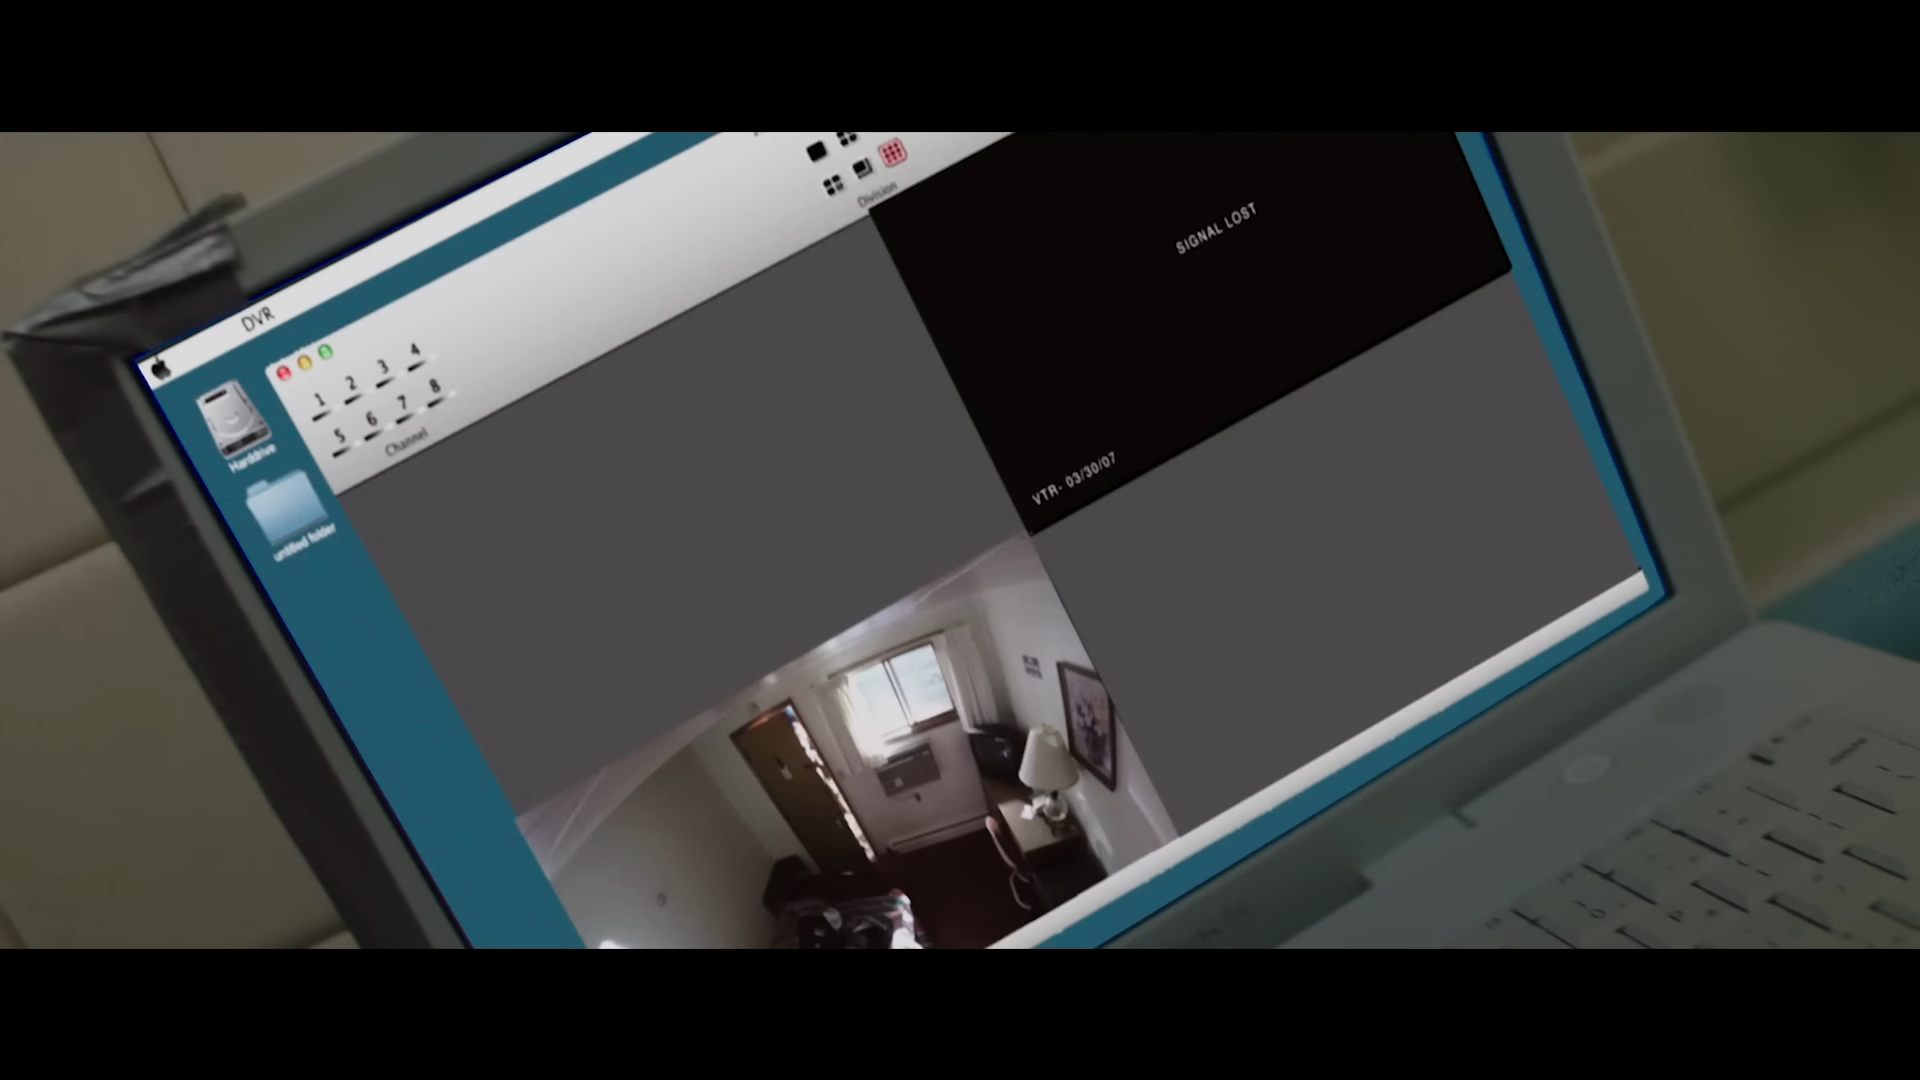 DVR
1 2 3 4
5 6 7 8
Channel
Division
Harddrive
untitled folder
SIGNAL LOST
VTR- 03/30/07